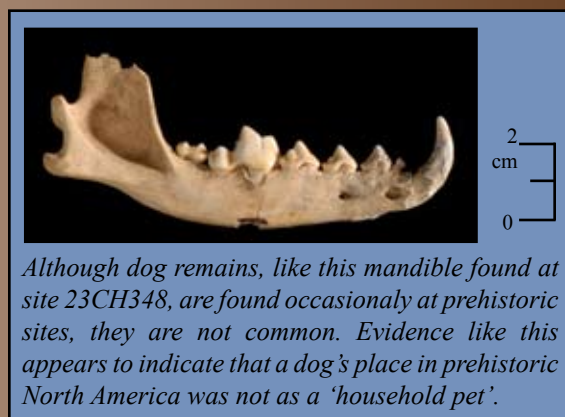 2
cm
0
Although dog remains, like this mandible found at
site 23CH348, are found occasionaly at prehistoric
sites, they are not common. Evidence like this
appears to indicate that a dog's place in prehistoric
North America was not as a 'household pet'.